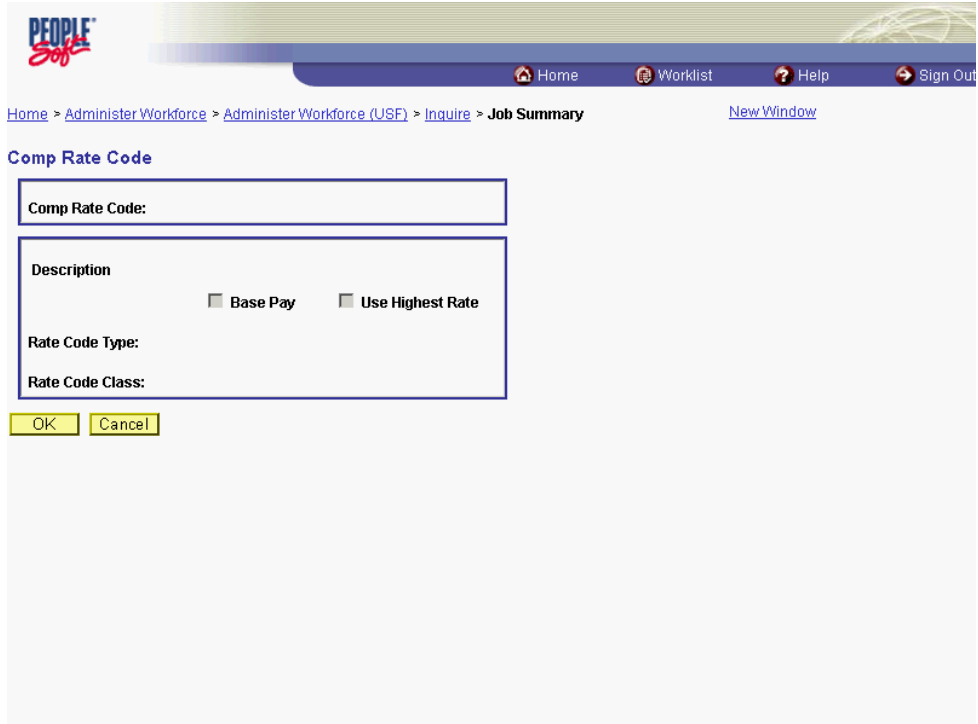 PEOPLE
Soft
Home Worklist Help Sign Out
Home > Administer Workforce > Administer Workforce (USF) > Inquire > Job Summary New Window
Comp Rate Code
Comp Rate Code:
Description
Base Pay Use Highest Rate
Rate Code Type:
Rate Code Class:
OK Cancel